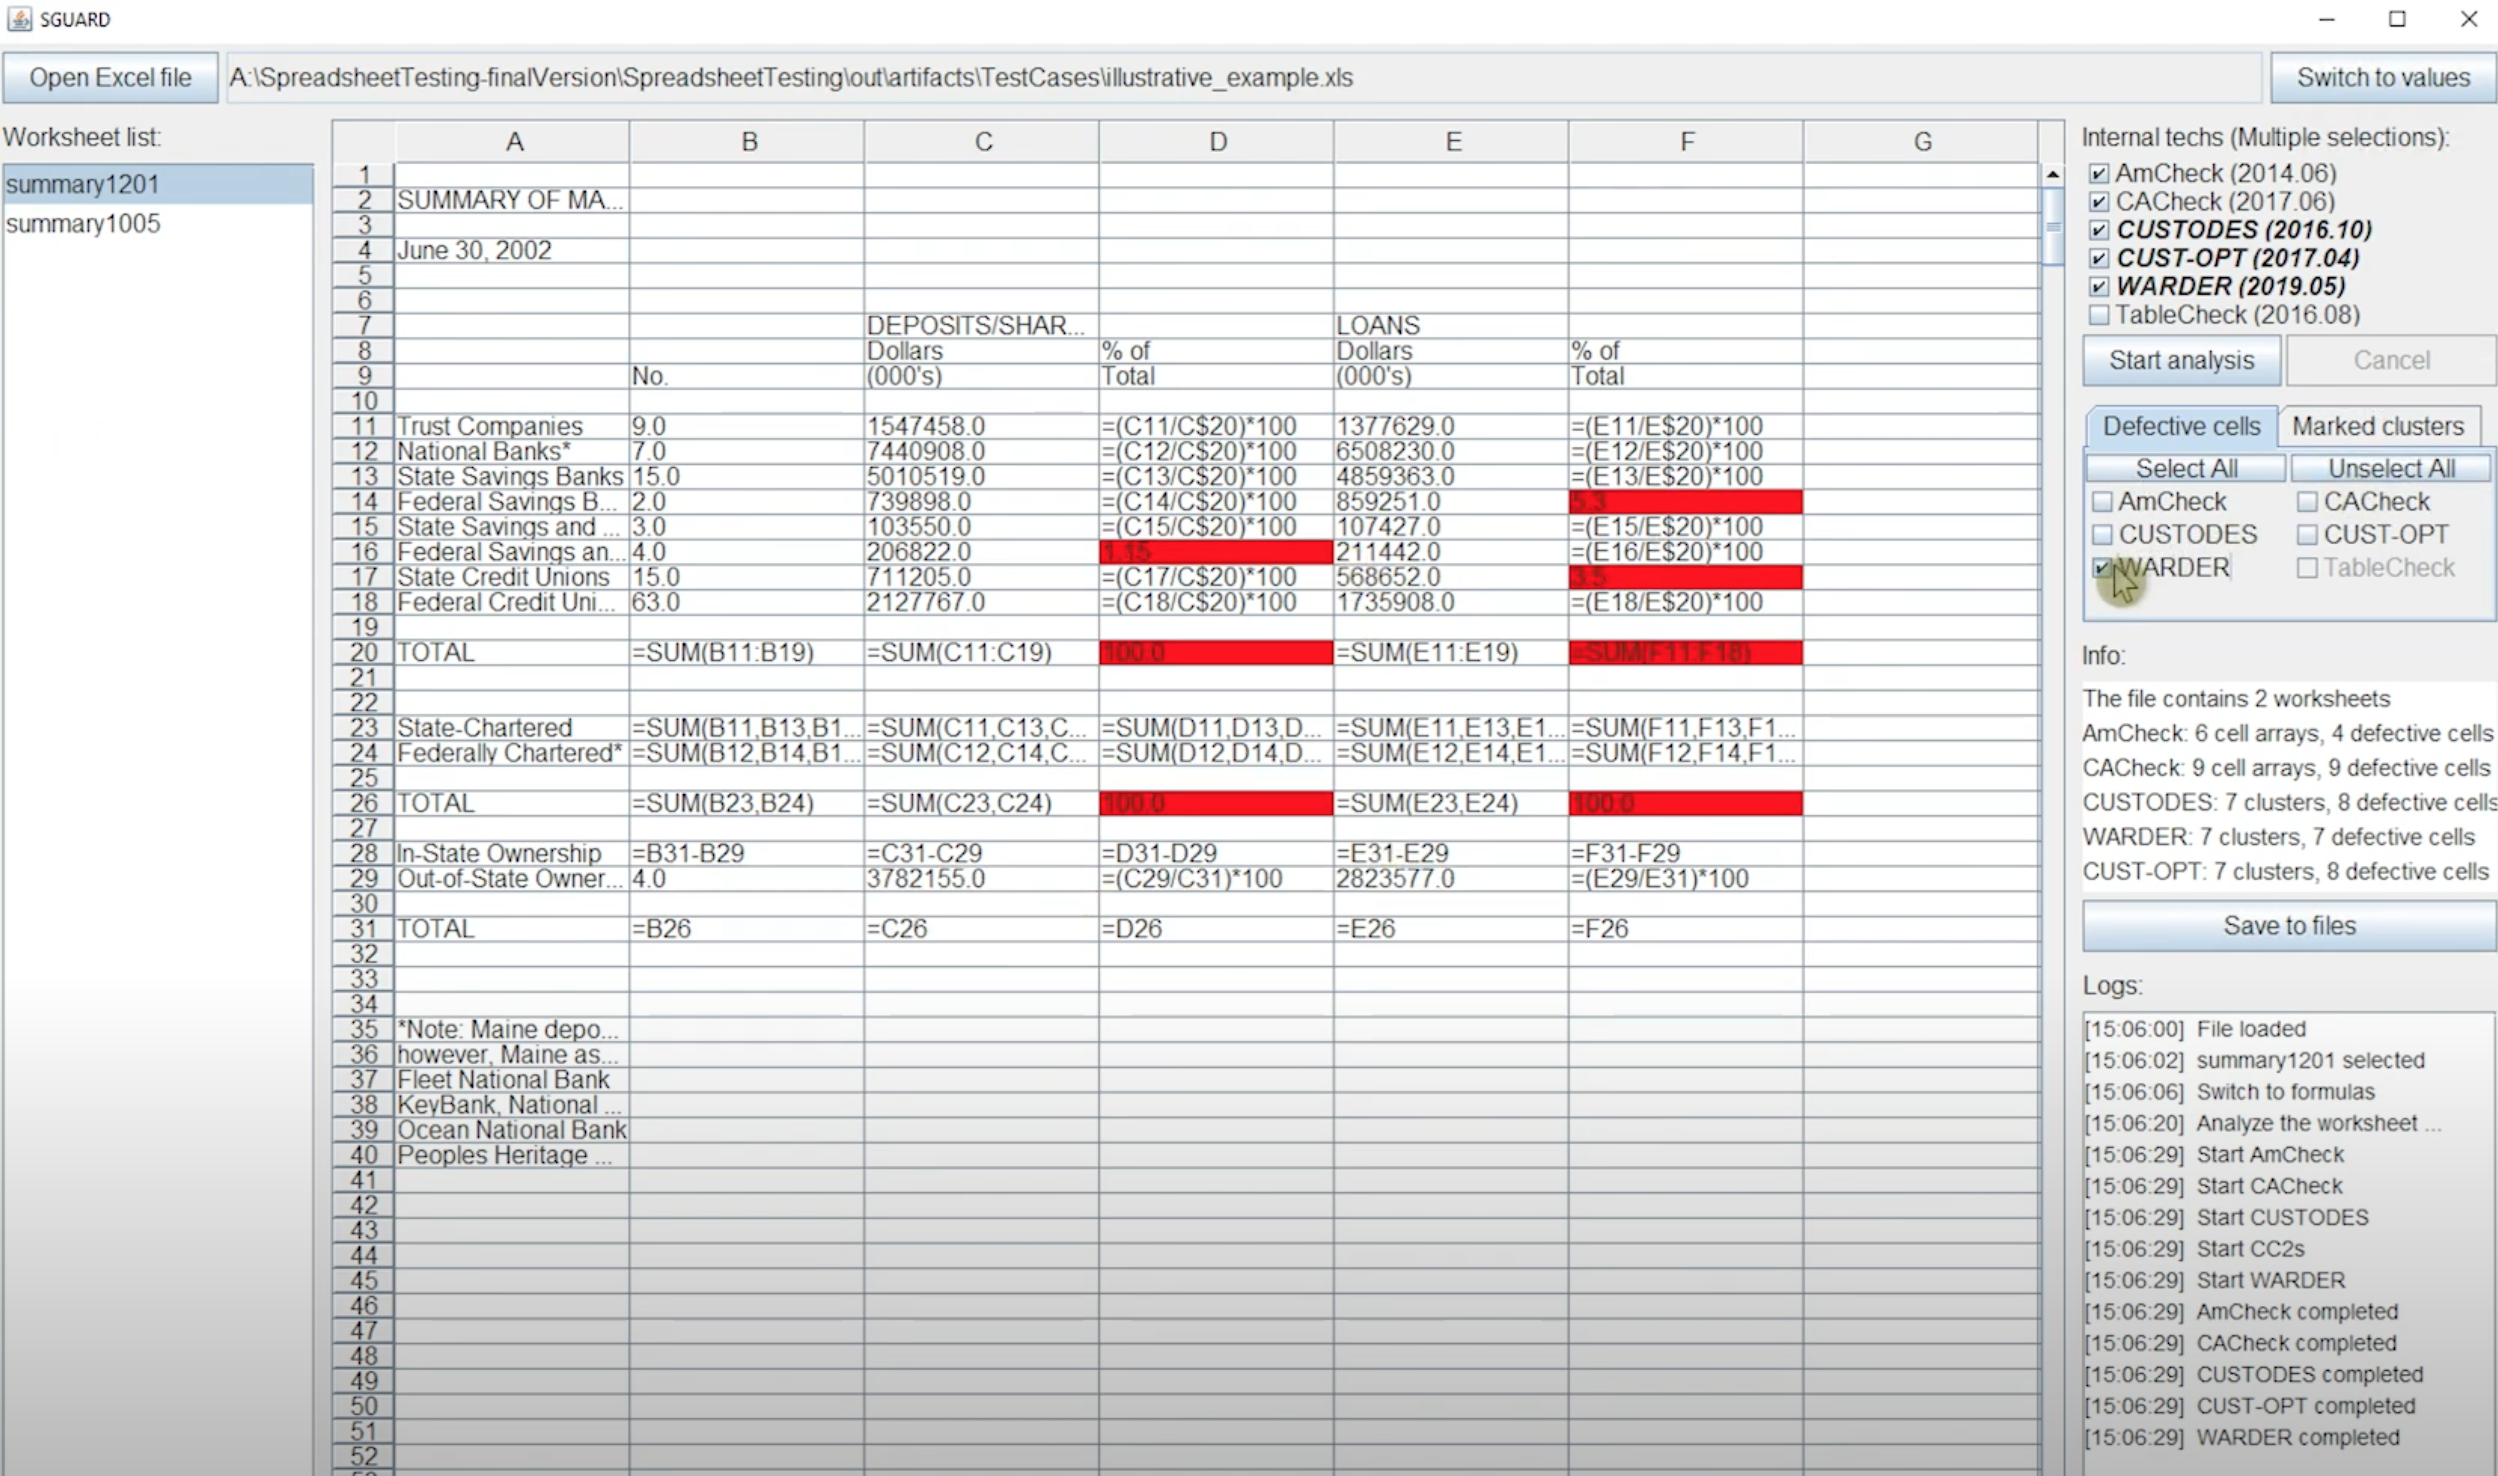 SGUARD
Open Excel file A:\SpreadsheetTesting-finalVersion\SpreadsheetTesting\out\artifacts\TestCases\illustrative_example.xls Switch to values
Worksheet list:
summary1201
summary1005
A B C D E F G
1
2 SUMMARY OF MA...
3
4 June 30, 2002
5
6
7 DEPOSITS/SHAR... LOANS
8 Dollars % of Dollars % of
9 No. (000's) Total (000's) Total
10
11 Trust Companies 9.0 1547458.0 =(C11/C$20)*100 1377629.0 =(E11/E$20)*100
12 National Banks* 7.0 7440908.0 =(C12/C$20)*100 6508230.0 =(E12/E$20)*100
13 State Savings Banks 15.0 5010519.0 =(C13/C$20)*100 4859363.0 =(E13/E$20)*100
14 Federal Savings B... 2.0 739898.0 =(C14/C$20)*100 859251.0 5.3
15 State Savings and ... 3.0 103550.0 =(C15/C$20)*100 107427.0 =(E15/E$20)*100
16 Federal Savings an... 4.0 206822.0 1.15 211442.0 =(E16/E$20)*100
17 State Credit Unions 15.0 711205.0 =(C17/C$20)*100 568652.0 3.5
18 Federal Credit Uni... 63.0 2127767.0 =(C18/C$20)*100 1735908.0 =(E18/E$20)*100
19
20 TOTAL =SUM(B11:B19) =SUM(C11:C19) 100.0 =SUM(E11:E19) =SUM(F11:F18)
21
22
23 State-Chartered =SUM(B11,B13,B1... =SUM(C11,C13,C... =SUM(D11,D13,D... =SUM(E11,E13,E1... =SUM(F11,F13,F1...
24 Federally Chartered* =SUM(B12,B14,B1... =SUM(C12,C14,C... =SUM(D12,D14,D... =SUM(E12,E14,E1... =SUM(F12,F14,F1...
25
26 TOTAL =SUM(B23,B24) =SUM(C23,C24) 100.0 =SUM(E23,E24) 100.0
27
28 In-State Ownership =B31-B29 =C31-C29 =D31-D29 =E31-E29 =F31-F29
29 Out-of-State Owner... 4.0 3782155.0 =(C29/C31)*100 2823577.0 =(E29/E31)*100
30
31 TOTAL =B26 =C26 =D26 =E26 =F26
32
33
34
35 *Note: Maine depo...
36 however, Maine as...
37 Fleet National Bank
38 KeyBank, National ...
39 Ocean National Bank
40 Peoples Heritage ...
41
42
43
44
45
46
47
48
49
50
51
52
Internal techs (Multiple selections):
AmCheck (2014.06)
CACheck (2017.06)
CUSTODES (2016.10)
CUST-OPT (2017.04)
WARDER (2019.05)
TableCheck (2016.08)
Start analysis Cancel
Defective cells Marked clusters
Select All Unselect All
AmCheck CACheck
CUSTODES CUST-OPT
WARDER TableCheck
Info:
The file contains 2 worksheets
AmCheck: 6 cell arrays, 4 defective cells
CACheck: 9 cell arrays, 9 defective cells
CUSTODES: 7 clusters, 8 defective cells
WARDER: 7 clusters, 7 defective cells
CUST-OPT: 7 clusters, 8 defective cells
Save to files
Logs:
[15:06:00] File loaded
[15:06:02] summary1201 selected
[15:06:06] Switch to formulas
[15:06:20] Analyze the worksheet ...
[15:06:29] Start AmCheck
[15:06:29] Start CACheck
[15:06:29] Start CUSTODES
[15:06:29] Start CC2s
[15:06:29] Start WARDER
[15:06:29] AmCheck completed
[15:06:29] CACheck completed
[15:06:29] CUSTODES completed
[15:06:29] CUST-OPT completed
[15:06:29] WARDER completed